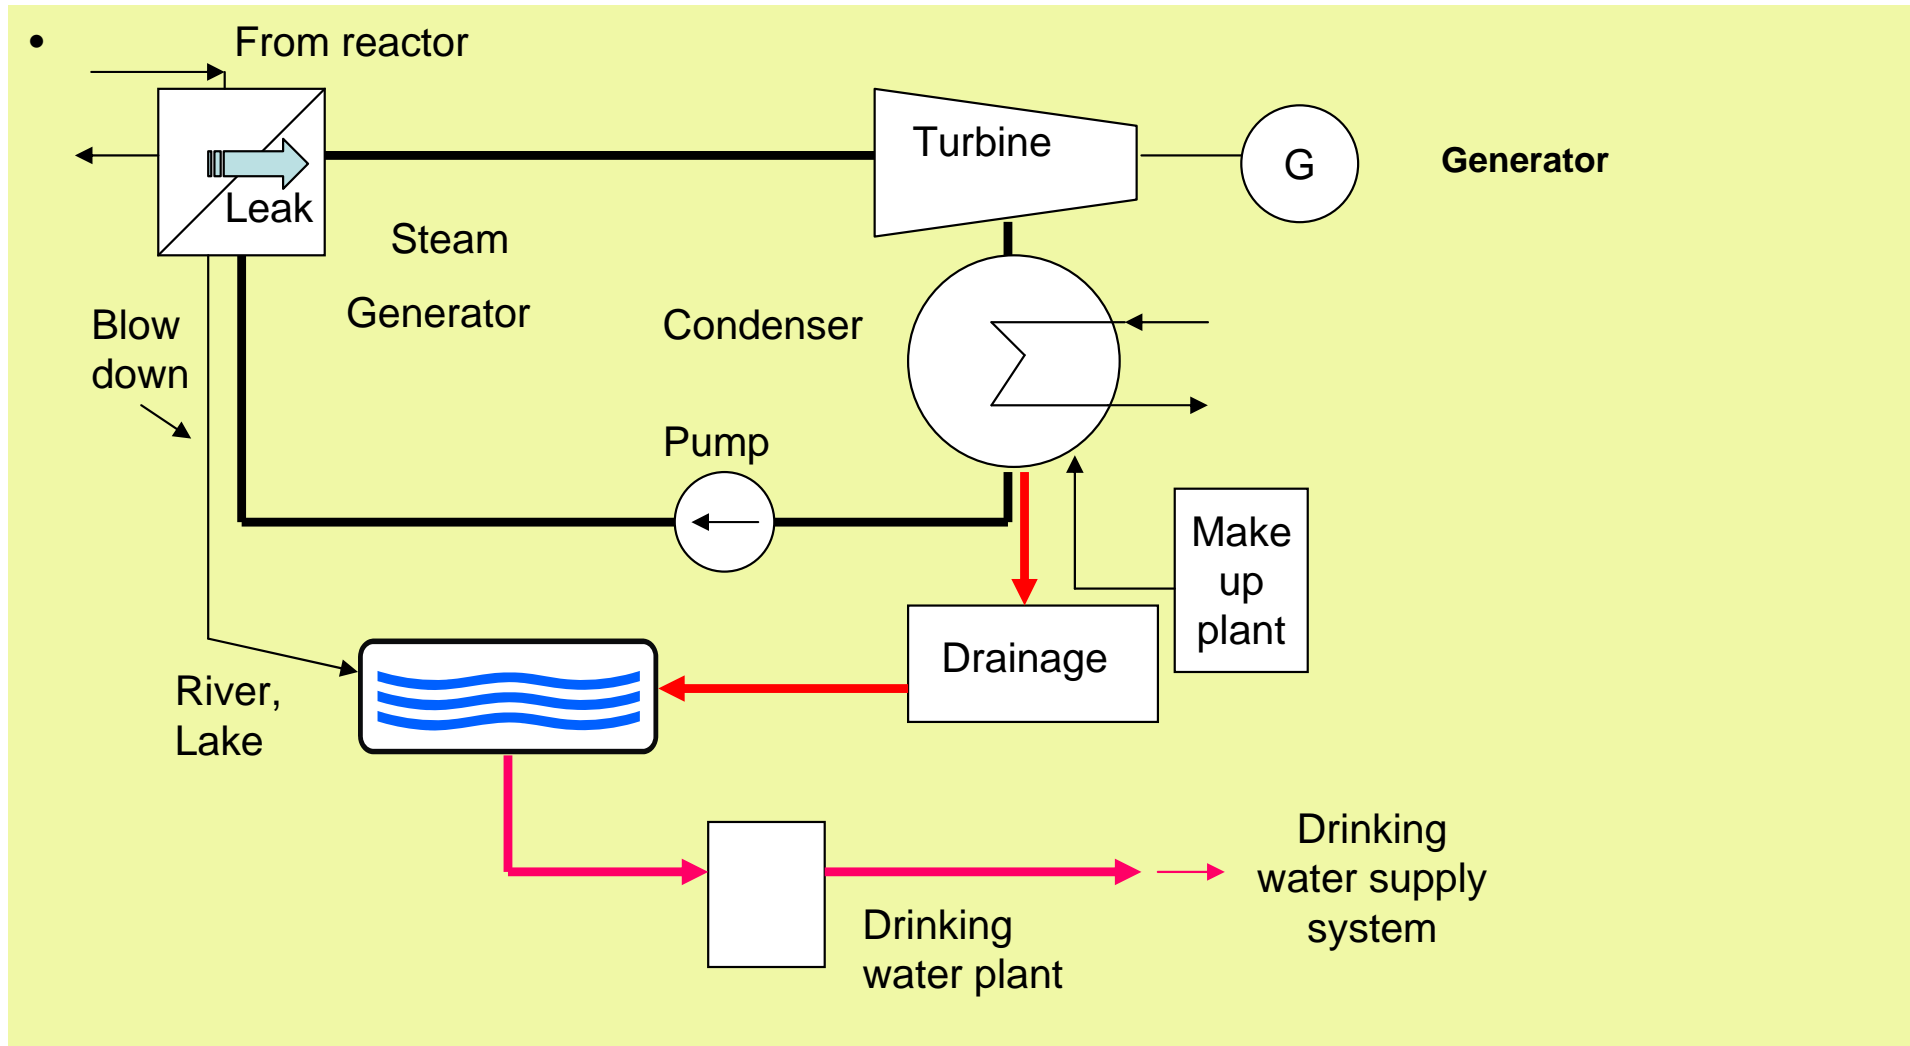 • From reactor
Turbine
G
Generator
Leak
Steam
Generator
Blow
down
Condenser
Pump
Make
up
plant
Drainage
River,
Lake
Drinking
water plant
Drinking
water supply
system